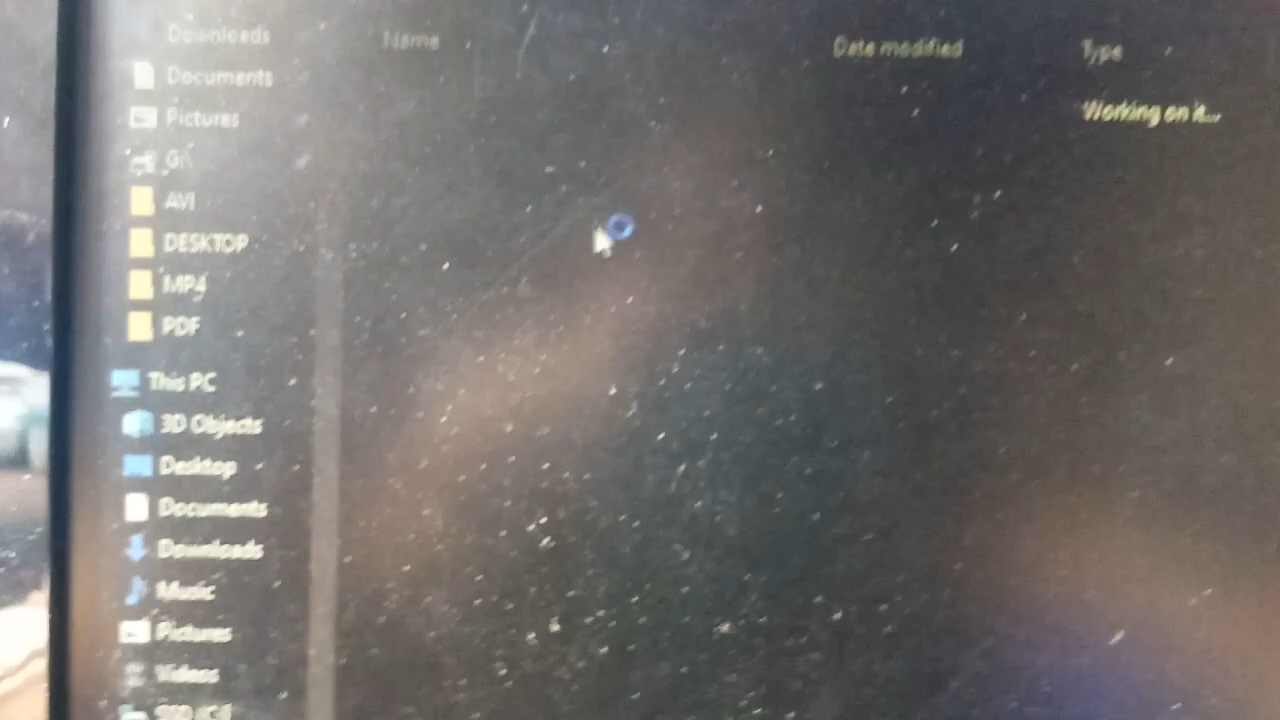 Downloads
Name
Date modified
Type
Documents
Working on it...
Pictures
G:\
AVI
DESKTOP
MP4
PDF
This PC
3D Objects
Desktop
Documents
Downloads
Music
Pictures
Videos